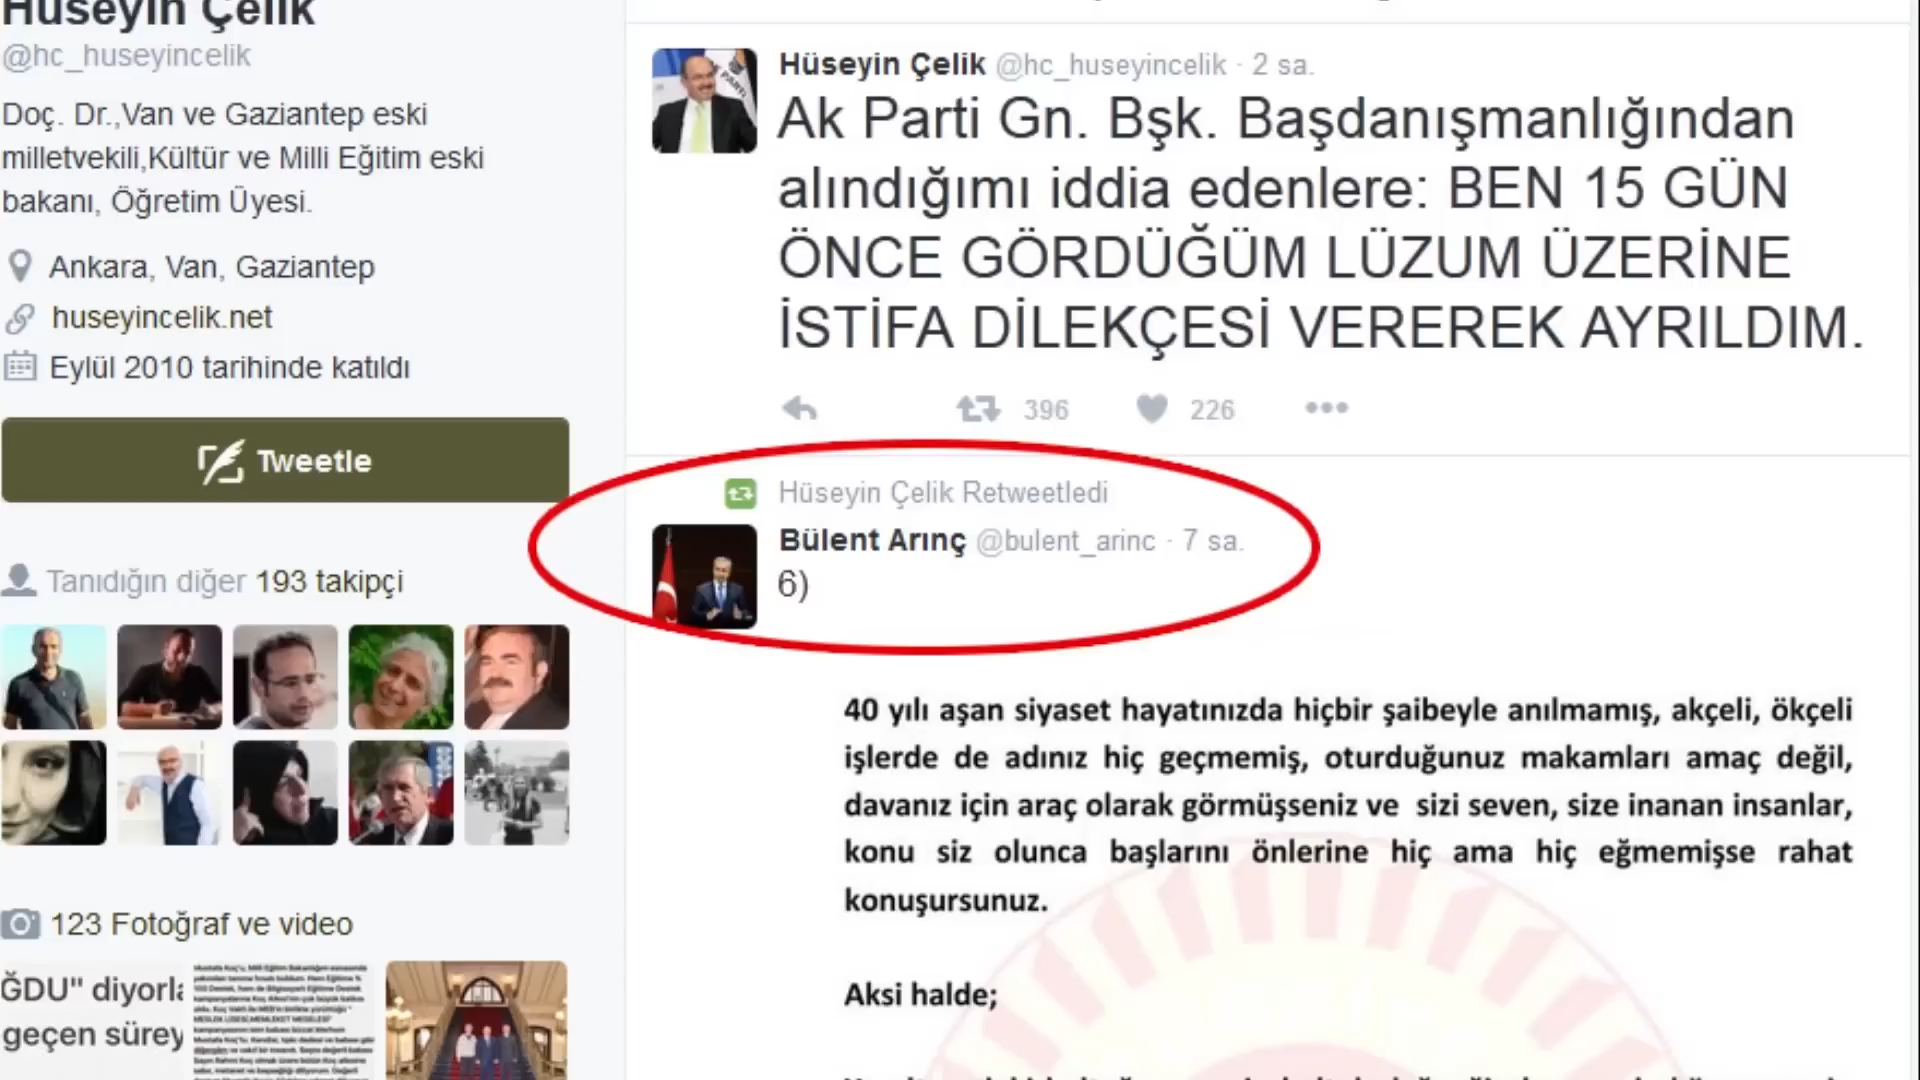 Hüseyin Çelik
@hc_huseyincelik
Doç. Dr.,Van ve Gaziantep eski
milletvekili,Kültür ve Milli Eğitim eski
bakanı, Öğretim Üyesi.
Ankara, Van, Gaziantep
huseyincelik.net
Eylül 2010 tarihinde katıldı
Tweetle
Tanıdığın diğer 193 takipçi
123 Fotoğraf ve video
ĞDU" diyorla
geçen sürey
Hüseyin Çelik @hc_huseyincelik · 2 sa.
Ak Parti Gn. Bşk. Başdanışmanlığından
alındığımı iddia edenlere: BEN 15 GÜN
ÖNCE GÖRDÜĞÜM LÜZUM ÜZERİNE
İSTİFA DİLEKÇESİ VEREREK AYRILDIM.
396 226
Hüseyin Çelik Retweetledi
Bülent Arınç @bulent_arinc · 7 sa.
6)
40 yılı aşan siyaset hayatınızda hiçbir şaibeyle anılmamış, akçeli, ökçeli
işlerde de adınız hiç geçmemiş, oturduğunuz makamları amaç değil,
davanız için araç olarak görmüşseniz ve sizi seven, size inanan insanlar,
konu siz olunca başlarını önlerine hiç ama hiç eğmemişse rahat
konuşursunuz.
Aksi halde;